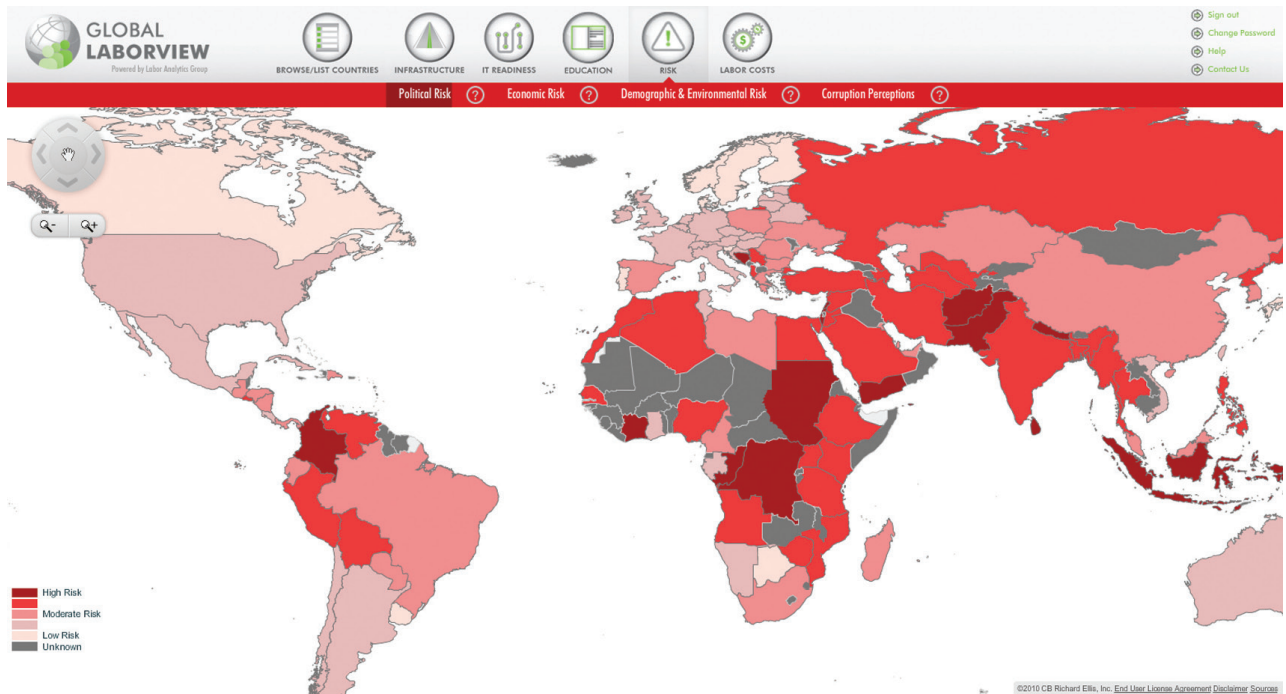 GLOBAL
LABORVIEW
Powered by Labor Analytics Group
BROWSE/LIST COUNTRIES
INFRASTRUCTURE
IT READINESS
EDUCATION
RISK
LABOR COSTS
Sign out
Change Password
Help
Contact Us
Political Risk ?
Economic Risk ?
Demographic & Environmental Risk ?
Corruption Perceptions ?
High Risk
Moderate Risk
Low Risk
Unknown
©2010 CB Richard Ellis, Inc. End User License Agreement Disclaimer Sources